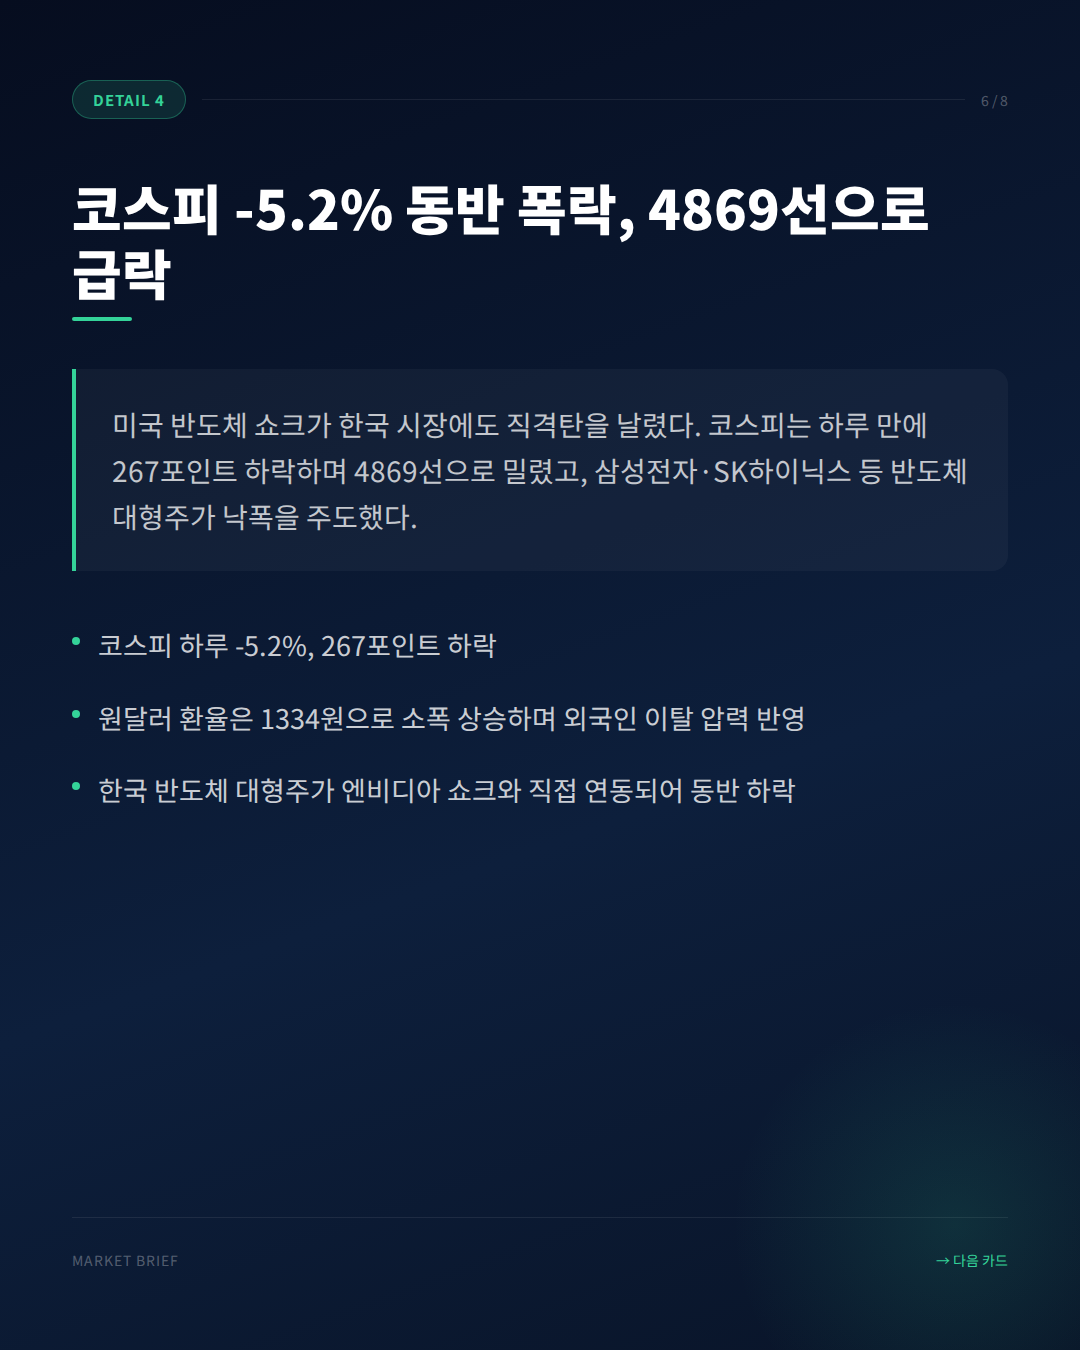 DETAIL 4
6 / 8
코스피 -5.2% 동반 폭락, 4869선으로
급락
미국 반도체 쇼크가 한국 시장에도 직격탄을 날렸다. 코스피는 하루 만에
267포인트 하락하며 4869선으로 밀렸고, 삼성전자·SK하이닉스 등 반도체
대형주가 낙폭을 주도했다.
코스피 하루 -5.2%, 267포인트 하락
원달러 환율은 1334원으로 소폭 상승하며 외국인 이탈 압력 반영
한국 반도체 대형주가 엔비디아 쇼크와 직접 연동되어 동반 하락
MARKET BRIEF
→ 다음 카드